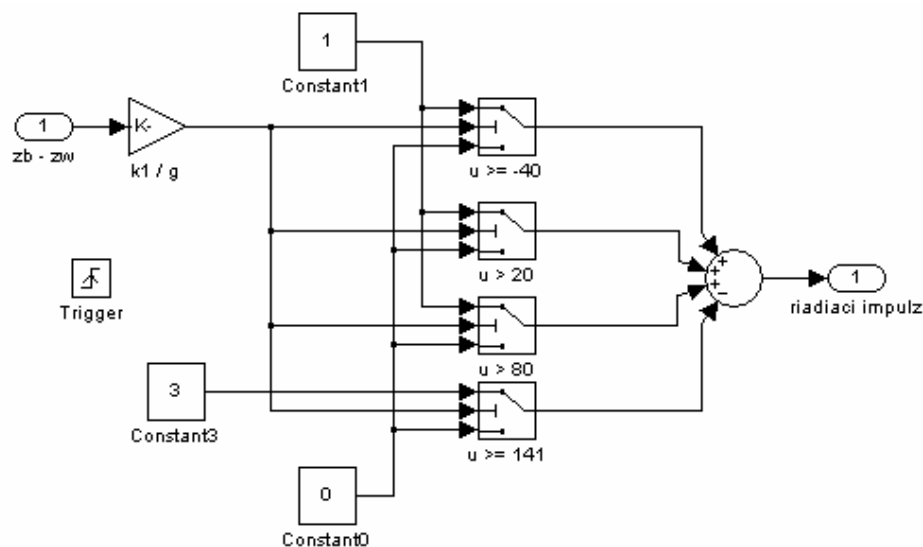 1
Constant1
1
zb - zw
K-
k1 / g
u >= -40
u > 20
Trigger
u > 80
3
Constant3
u >= 141
0
Constant0
+
+
+
−
1
riadiaci impulz